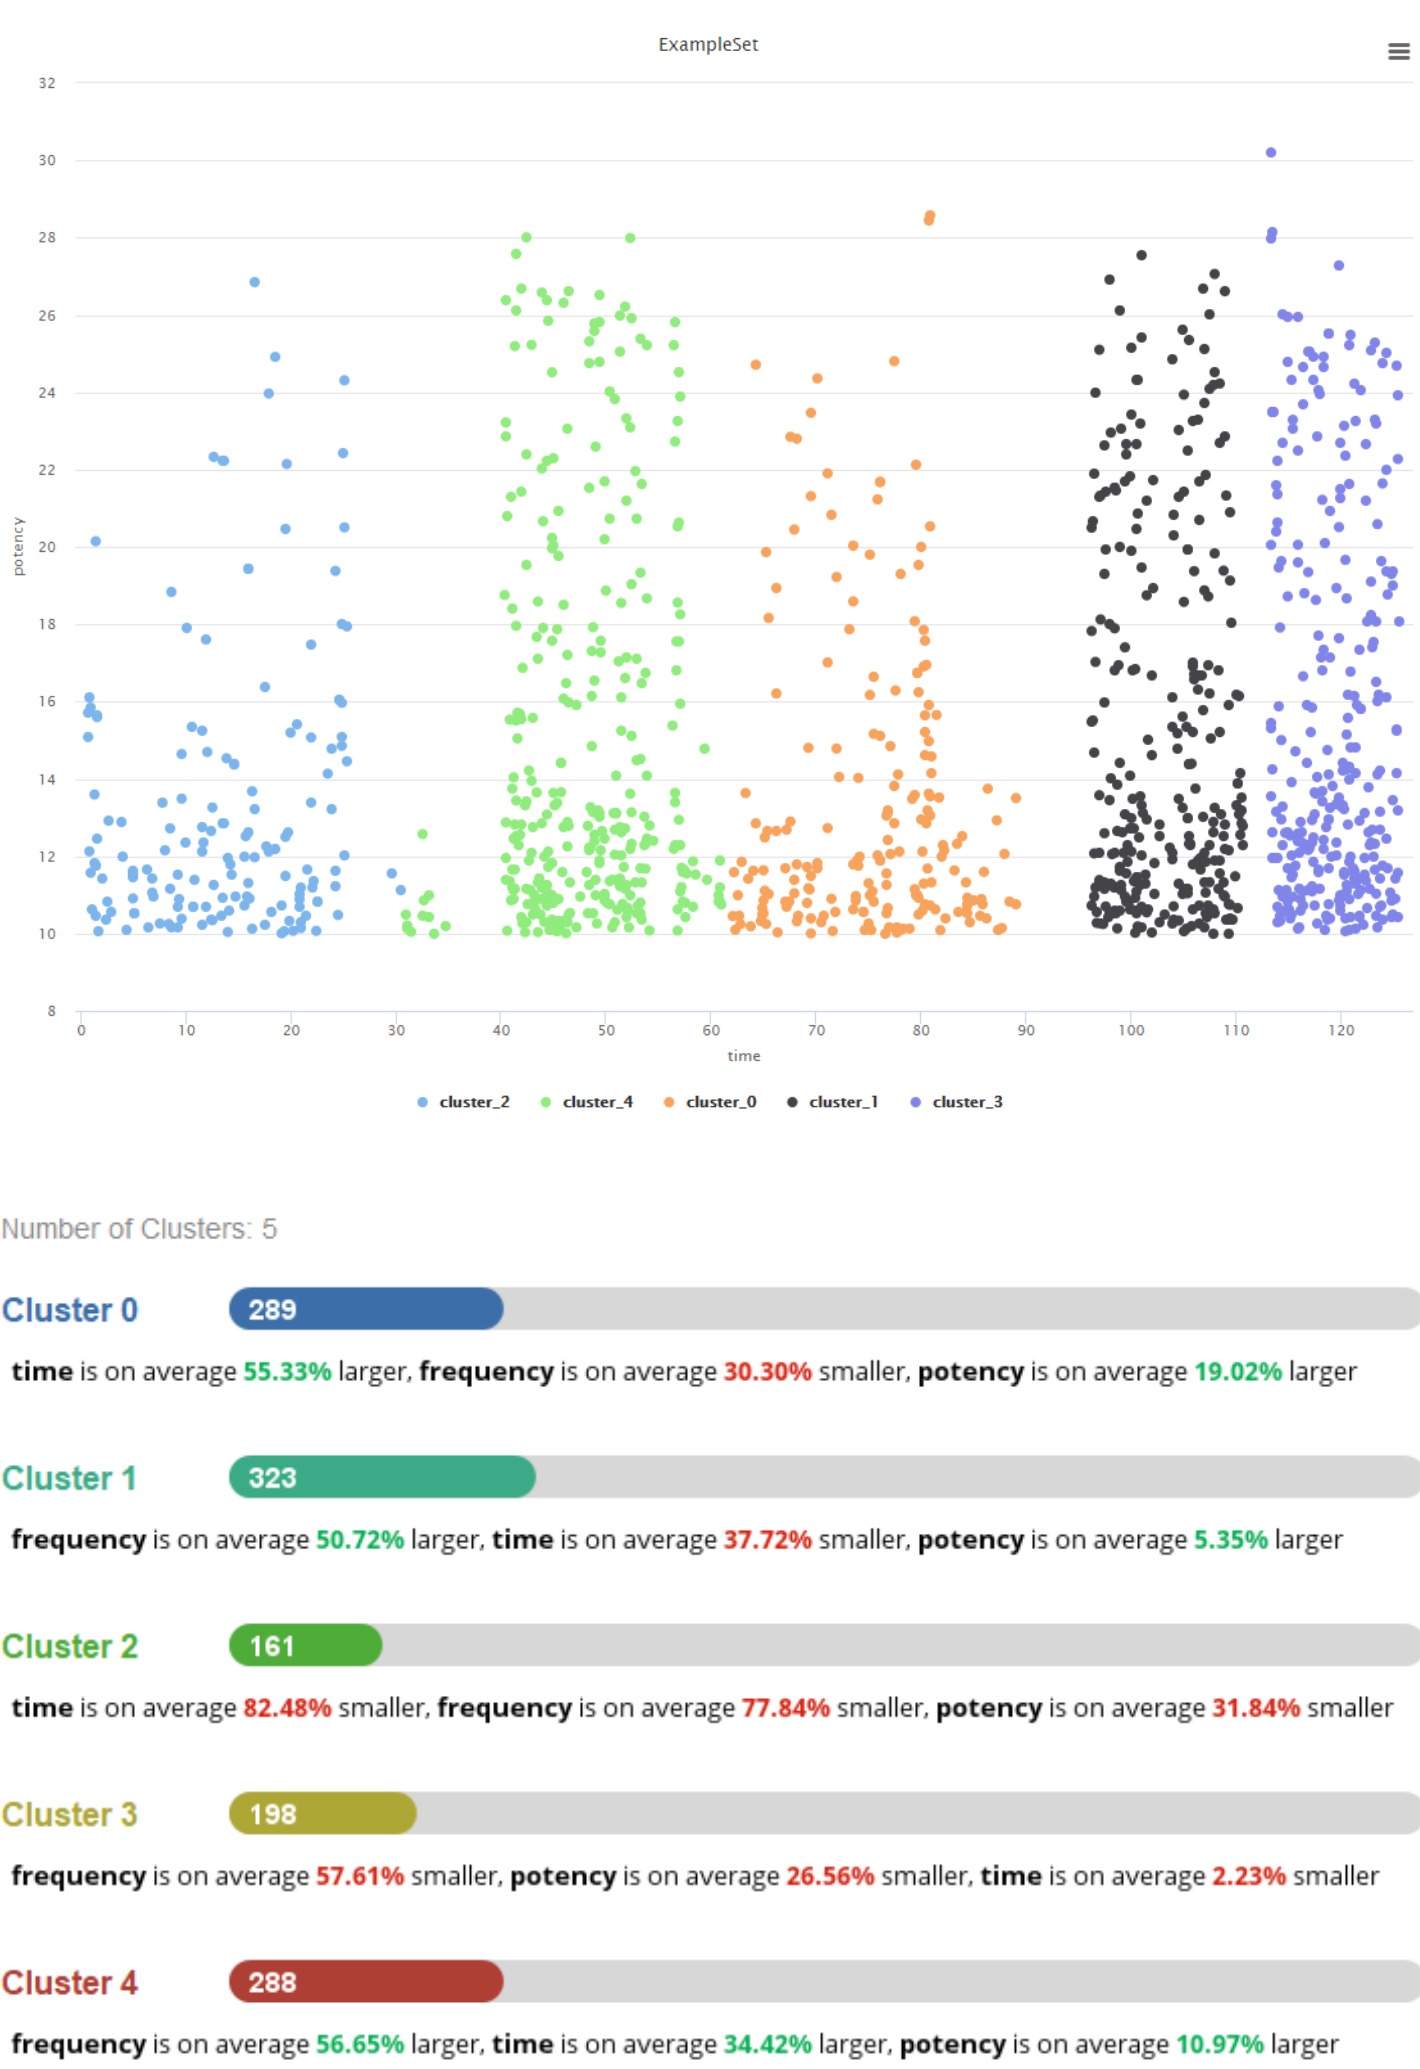 ExampleSet
32
30
28
26
24
22
20
18
16
14
12
10
8
potency
0 10 20 30 40 50 60 70 80 90 100 110 120
time
cluster_2 cluster_4 cluster_0 cluster_1 cluster_3
Number of Clusters: 5
Cluster 0 289
time is on average 55.33% larger, frequency is on average 30.30% smaller, potency is on average 19.02% larger
Cluster 1 323
frequency is on average 50.72% larger, time is on average 37.72% smaller, potency is on average 5.35% larger
Cluster 2 161
time is on average 82.48% smaller, frequency is on average 77.84% smaller, potency is on average 31.84% smaller
Cluster 3 198
frequency is on average 57.61% smaller, potency is on average 26.56% smaller, time is on average 2.23% smaller
Cluster 4 288
frequency is on average 56.65% larger, time is on average 34.42% larger, potency is on average 10.97% larger